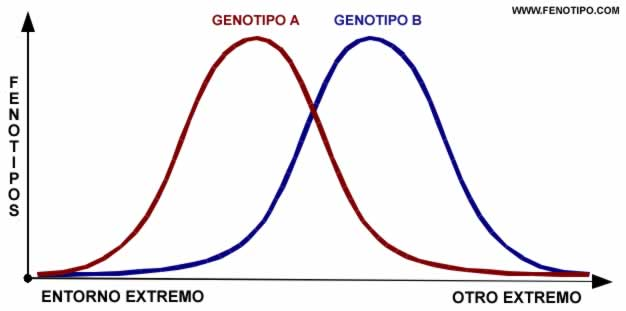 WWW.FENOTIPO.COM
GENOTIPO A
GENOTIPO B
FENOTIPOS
ENTORNO EXTREMO
OTRO EXTREMO